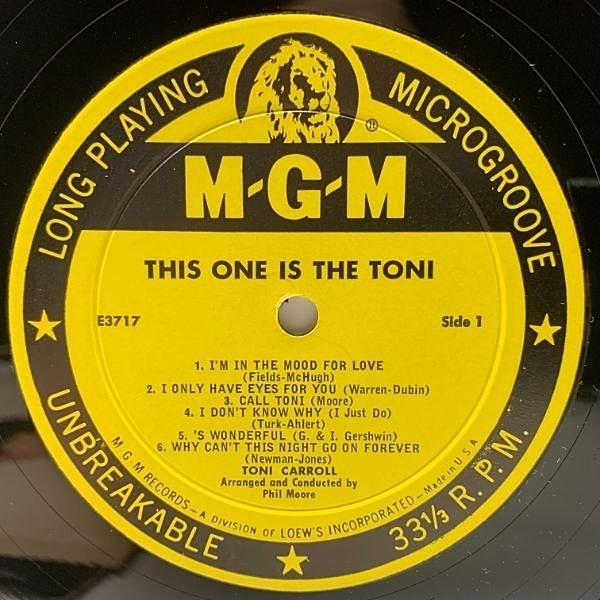 LONG PLAYING
MICROGROOVE
®
M-G-M
THIS ONE IS THE TONI
E3717
Side 1
1. I'M IN THE MOOD FOR LOVE
(Fields-McHugh)
2. I ONLY HAVE EYES FOR YOU (Warren-Dubin)
3. CALL TONI (Moore)
4. I DON'T KNOW WHY (I Just Do)
(Turk-Ahlert)
5. 'S WONDERFUL (G. & I. Gershwin)
6. WHY CAN'T THIS NIGHT GO ON FOREVER
(Newman-Jones)
TONI CARROLL
Arranged and Conducted by
Phil Moore
M-G-M RECORDS — A DIVISION OF LOEW'S INCORPORATED — Made in U.S.A.
UNBREAKABLE
33⅓ R.P.M.